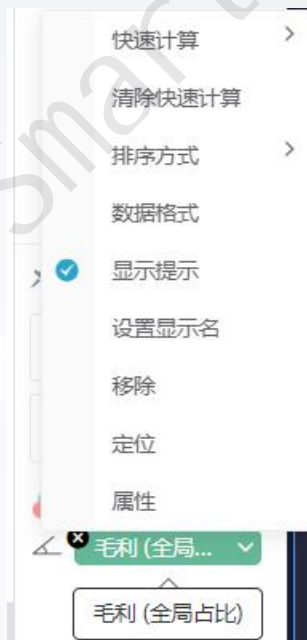 快速计算
清除快速计算
排序方式
数据格式
显示提示
设置显示名
移除
定位
属性
毛利 (全局...
毛利 (全局占比)
Smart